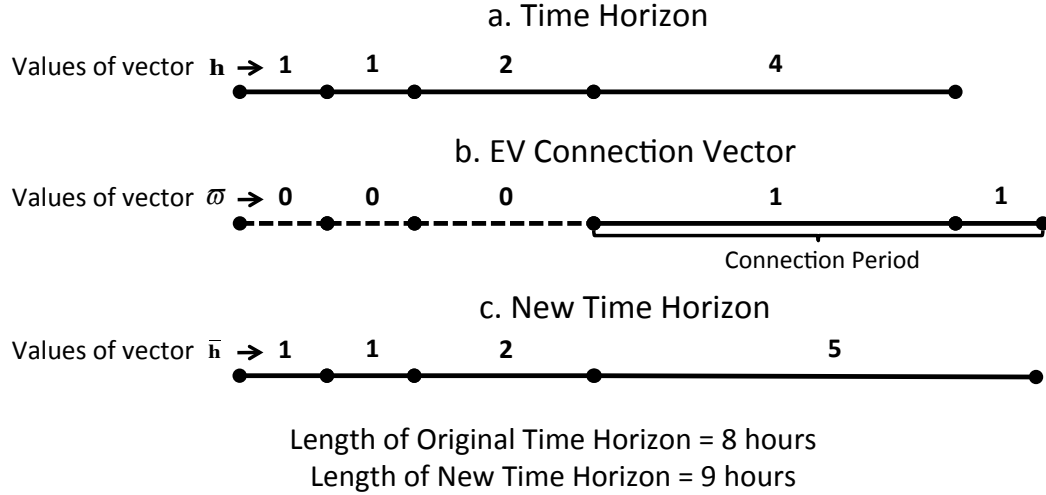 a. Time Horizon
Values of vector h → 1 1 2 4
b. EV Connection Vector
Values of vector ϖ → 0 0 0 1 1
Connection Period
c. New Time Horizon
Values of vector h̄ → 1 1 2 5
Length of Original Time Horizon = 8 hours
Length of New Time Horizon = 9 hours